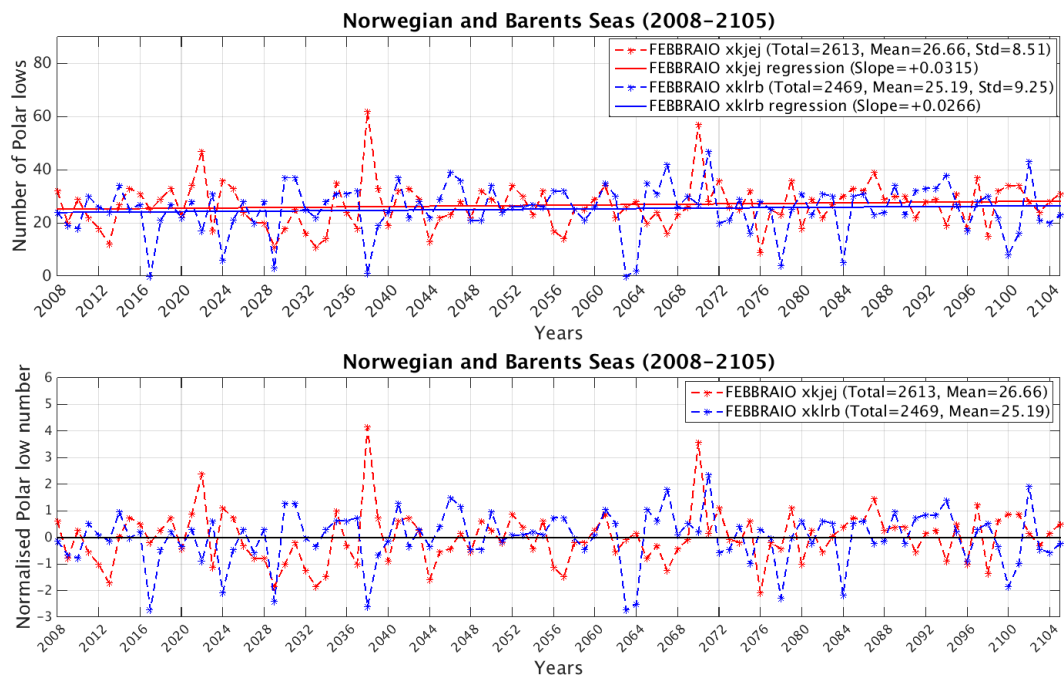 Norwegian and Barents Seas (2008−2105)
Number of Polar lows
80
60
40
20
0
FEBBRAIO xkjej (Total=2613, Mean=26.66, Std=8.51)
FEBBRAIO xkjej regression (Slope=+0.0315)
FEBBRAIO xklrb (Total=2469, Mean=25.19, Std=9.25)
FEBBRAIO xklrb regression (Slope=+0.0266)
2008 2012 2016 2020 2024 2028 2032 2036 2040 2044 2048 2052 2056 2060 2064 2068 2072 2076 2080 2084 2088 2092 2096 2100 2104
Years
Norwegian and Barents Seas (2008−2105)
Normalised Polar low number
6
5
4
3
2
1
0
−1
−2
−3
FEBBRAIO xkjej (Total=2613, Mean=26.66)
FEBBRAIO xklrb (Total=2469, Mean=25.19)
2008 2012 2016 2020 2024 2028 2032 2036 2040 2044 2048 2052 2056 2060 2064 2068 2072 2076 2080 2084 2088 2092 2096 2100 2104
Years